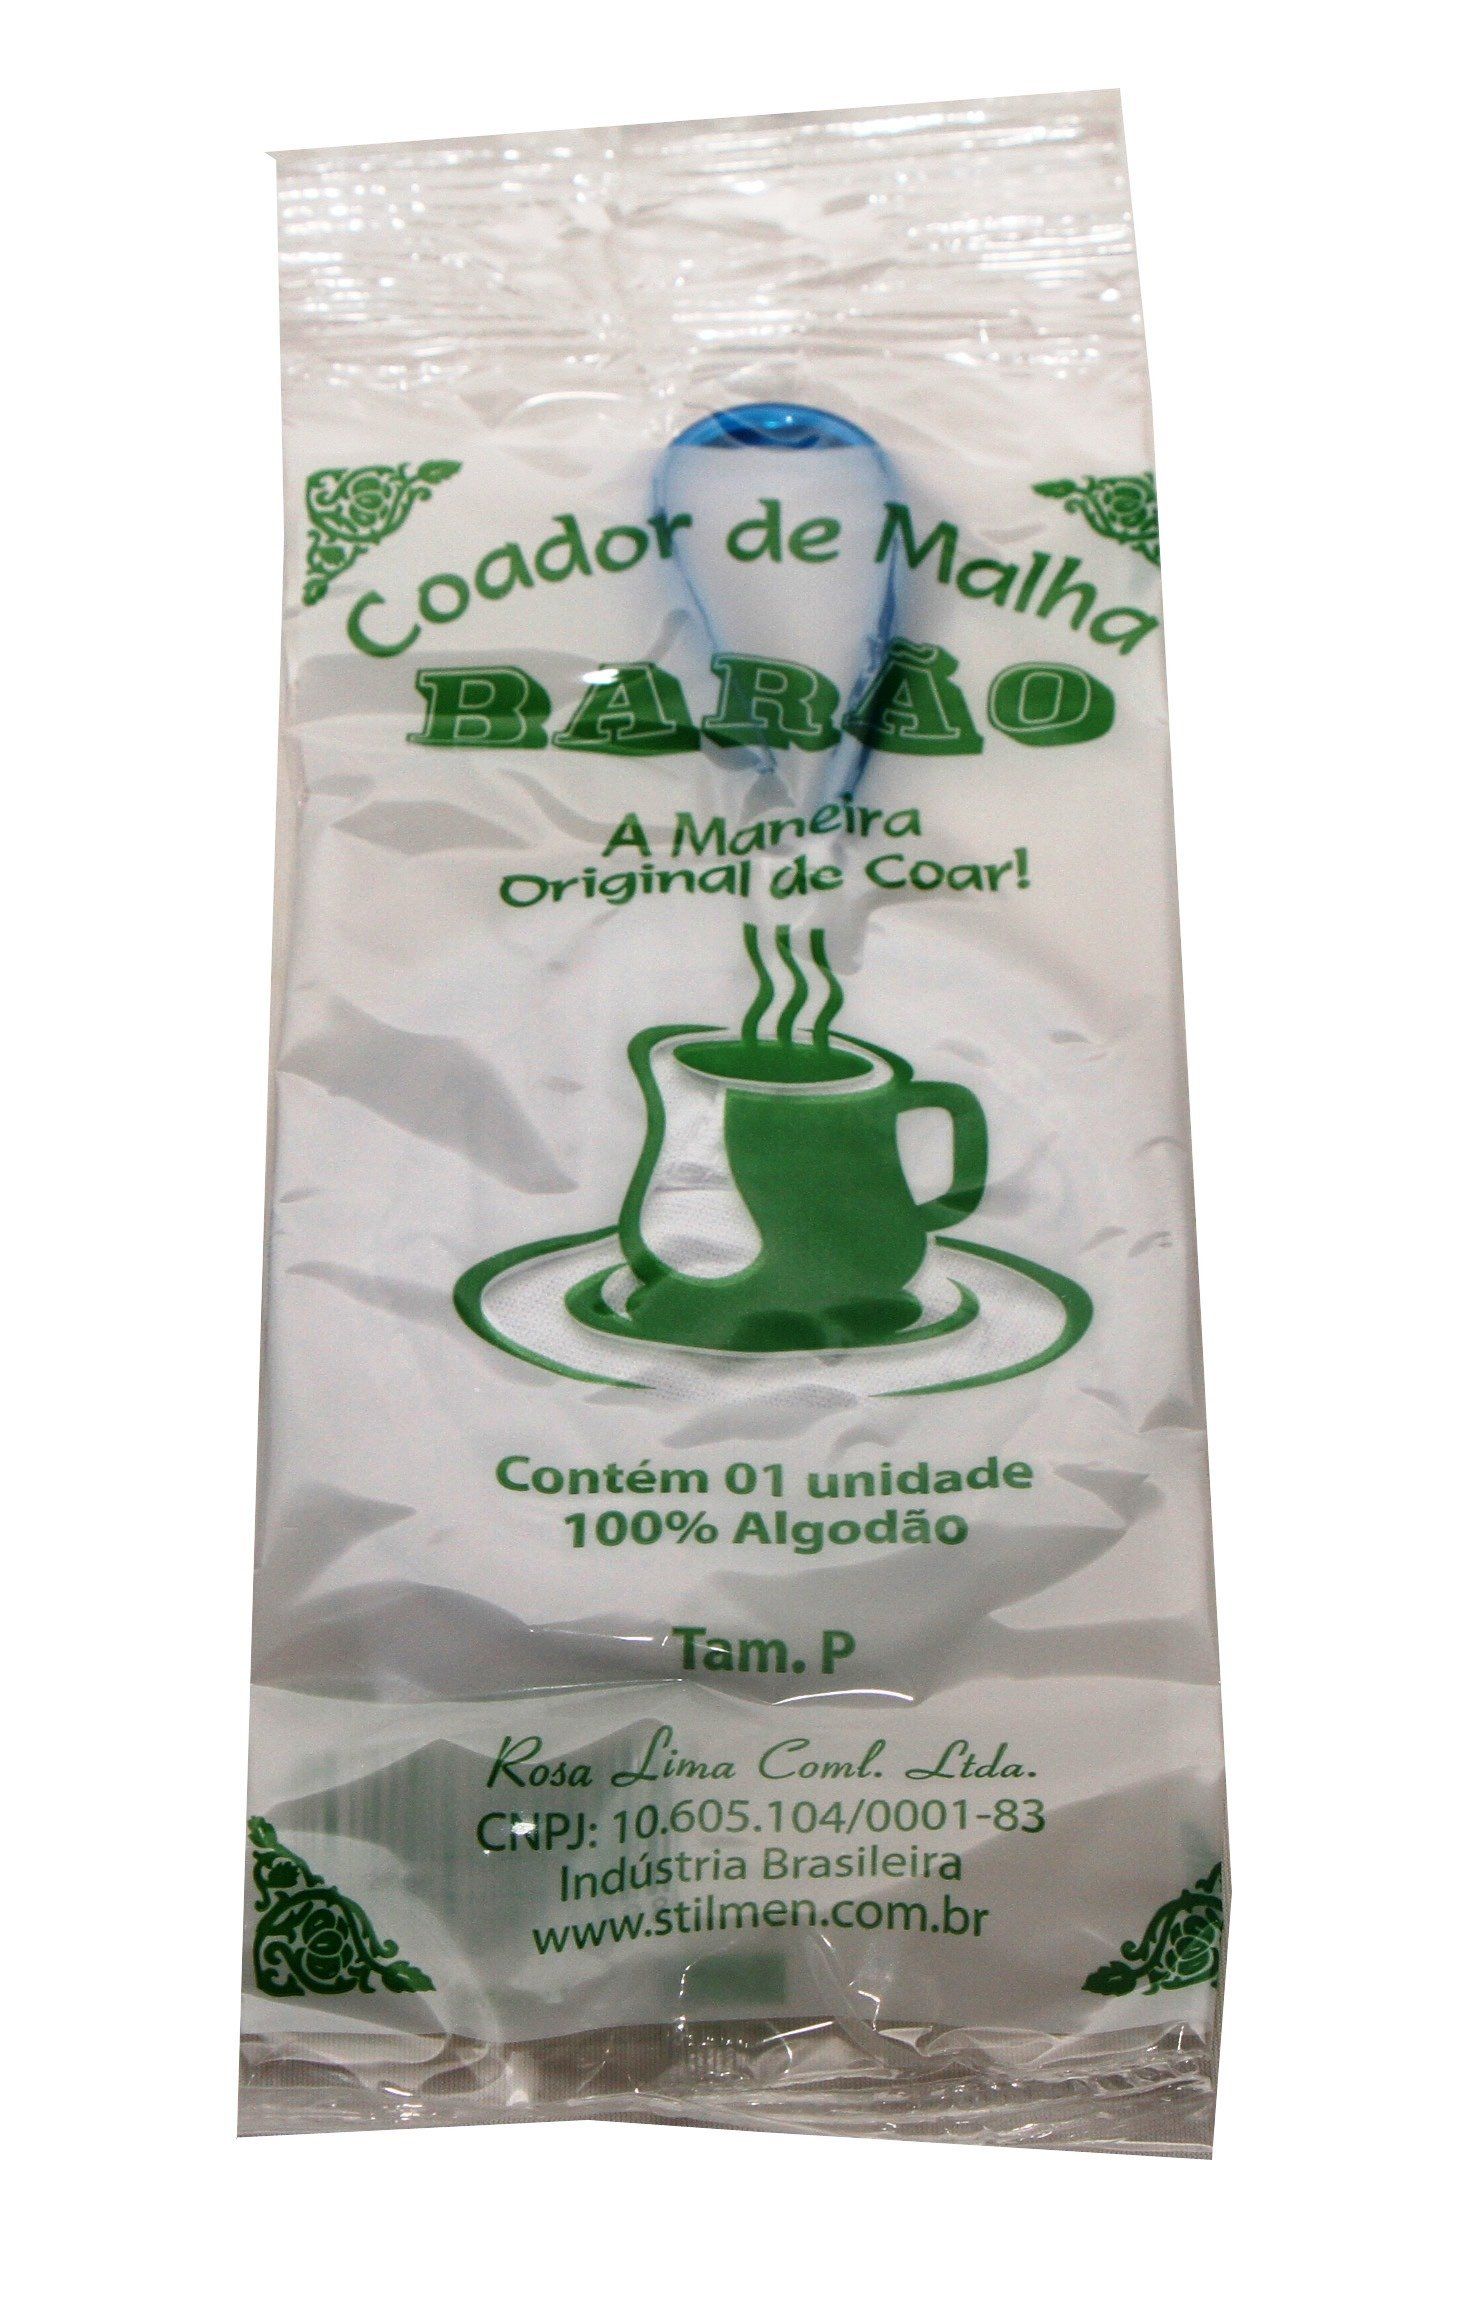 Coador de Malha
BARÃO
A Maneira
Original de Coar!
Contém 01 unidade
100% Algodão
Tam. P
Rosa Lima Coml. Ltda.
CNPJ: 10.605.104/0001-83
Indústria Brasileira
www.stilmen.com.br